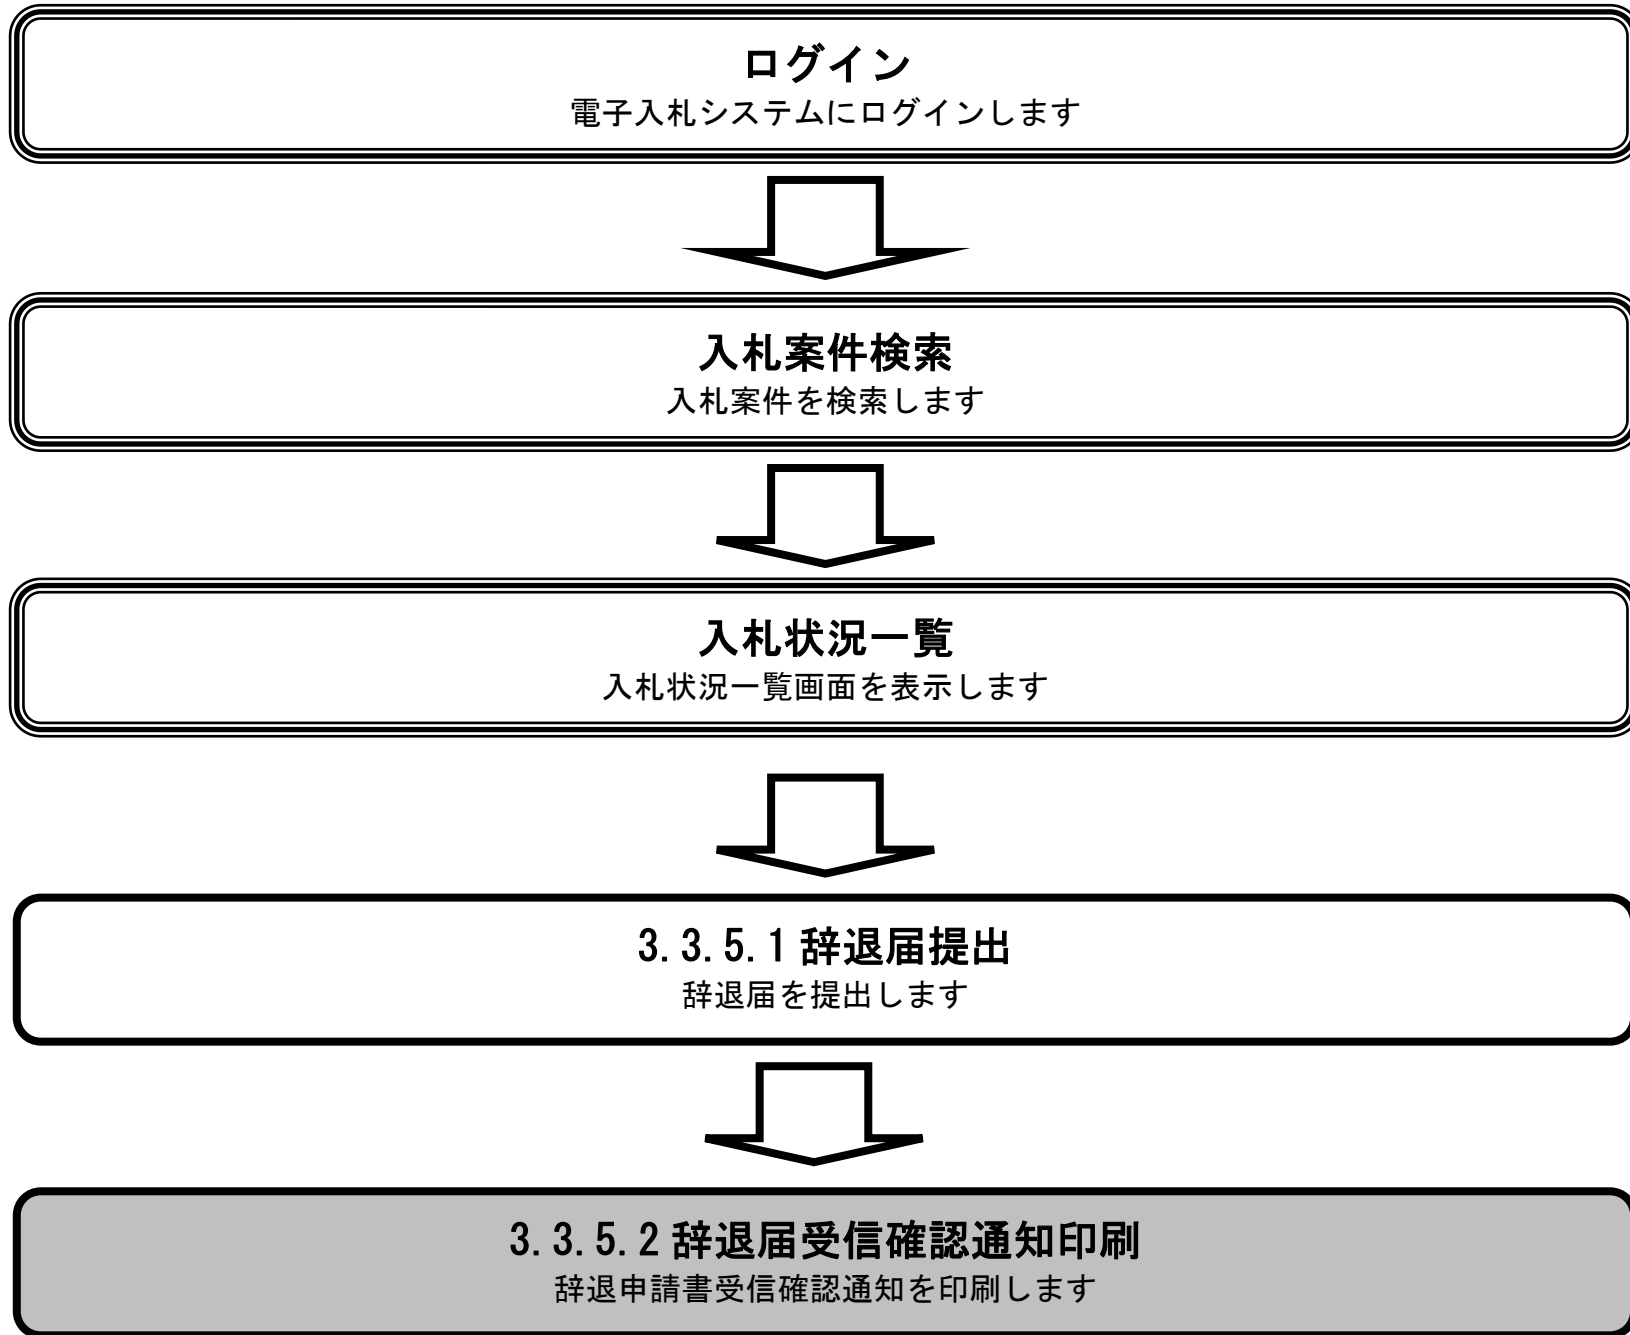 ログイン
電子入札システムにログインします
入札案件検索
入札案件を検索します
入札状況一覧
入札状況一覧画面を表示します
3.3.5.1 辞退届提出
辞退届を提出します
3.3.5.2 辞退届受信確認通知印刷
辞退申請書受信確認通知を印刷します